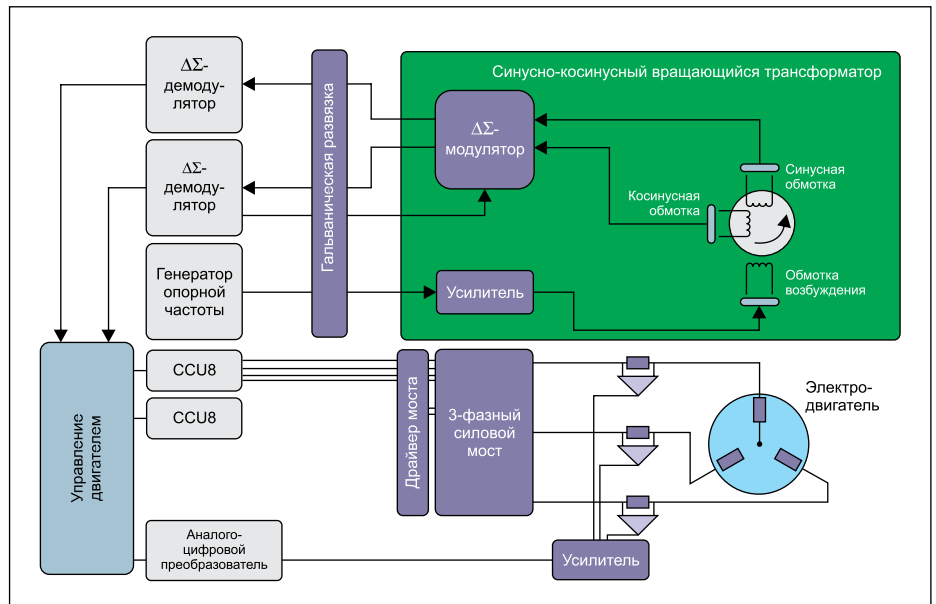 ΔΣ-
демоду-
лятор
ΔΣ-
демоду-
лятор
Генератор
опорной
частоты
Гальваническая развязка
Синусно-косинусный вращающийся трансформатор
ΔΣ-
модулятор
Синусная
обмотка
Косинусная
обмотка
Усилитель
Обмотка
возбуждения
Управление
двигателем
CCU8
CCU8
Драйвер моста
3-фазный
силовой
мост
Электро-
двигатель
Аналого-
цифровой
преобразователь
Усилитель